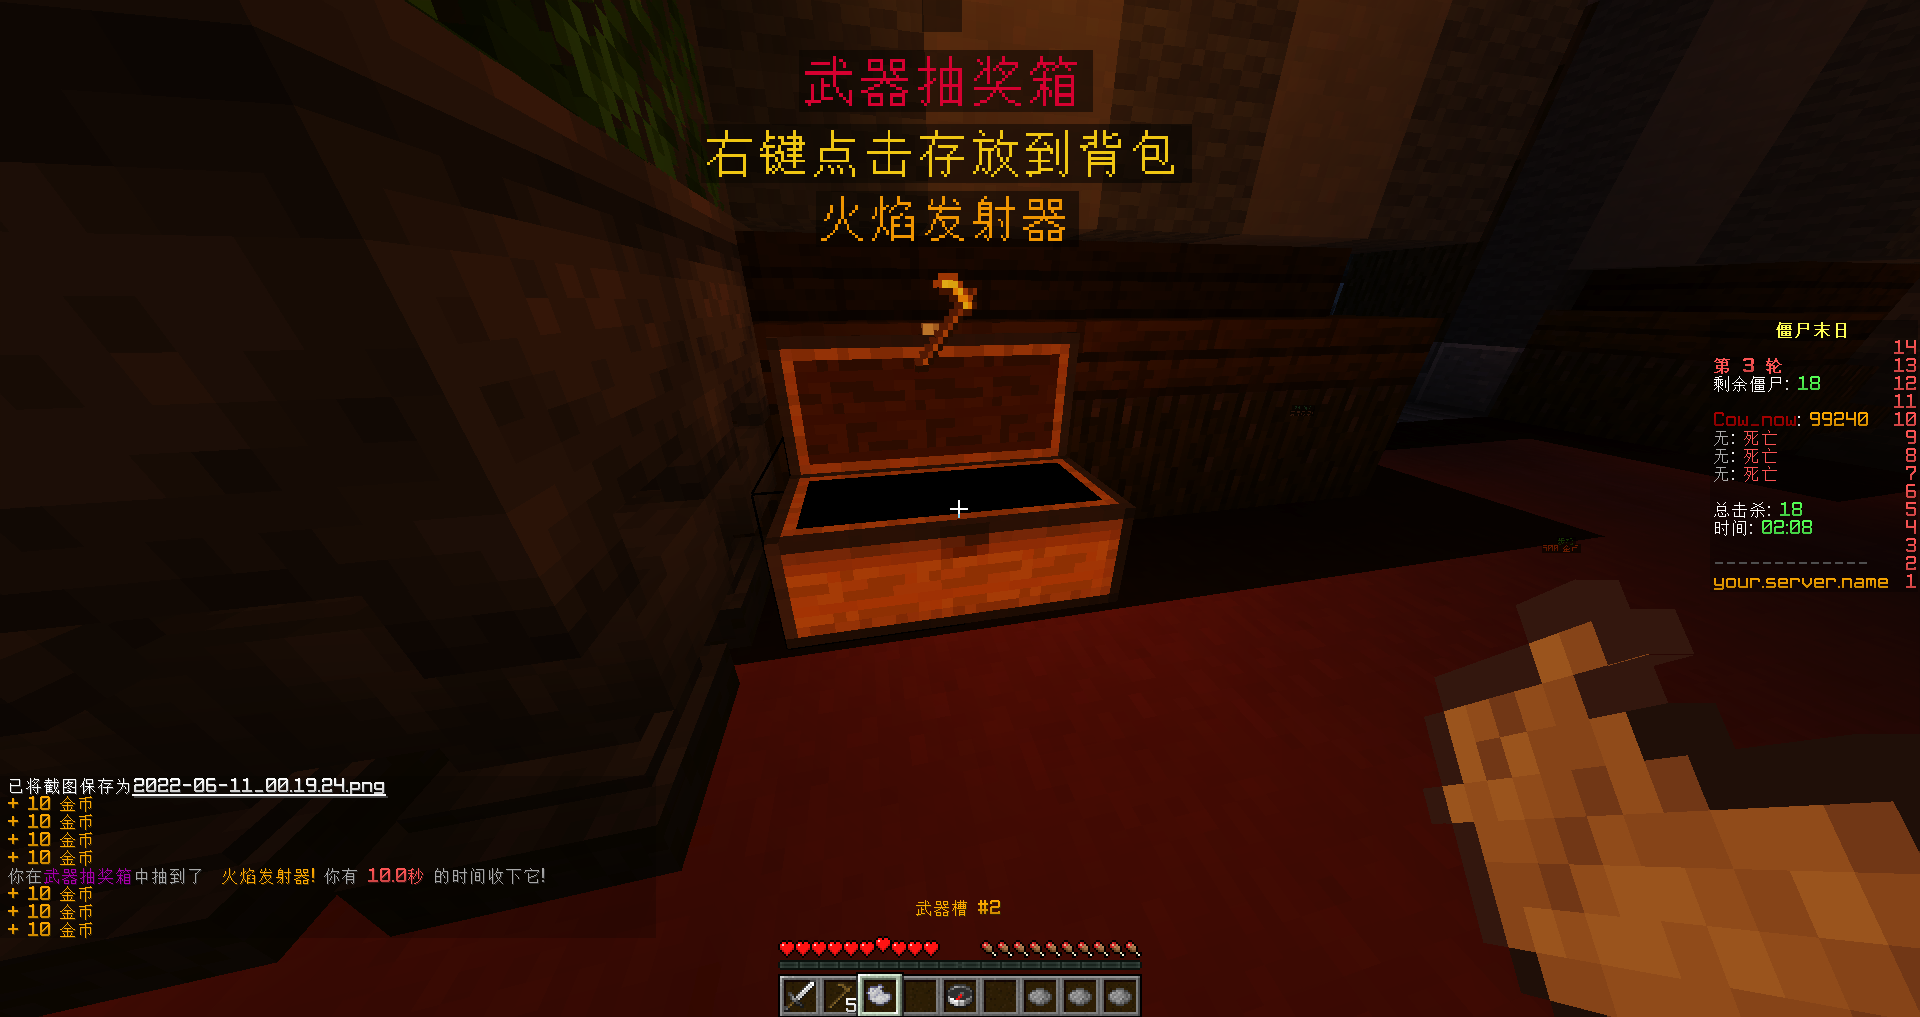 武器抽奖箱
右键点击存放到背包
火焰发射器
僵尸末日
14
第 3 轮 13
剩余僵尸: 18 12
11
Cow_now: 99240 10
无: 死亡 9
无: 死亡 8
无: 死亡 7
6
总击杀: 18 5
时间: 02:08 4
3
------------- 2
your.server.name 1
已将截图保存为2022-06-11_00.19.24.png
+ 10 金币
+ 10 金币
+ 10 金币
+ 10 金币
你在武器抽奖箱中抽到了 火焰发射器! 你有 10.0秒 的时间收下它!
+ 10 金币
+ 10 金币
+ 10 金币
武器槽 #2
5